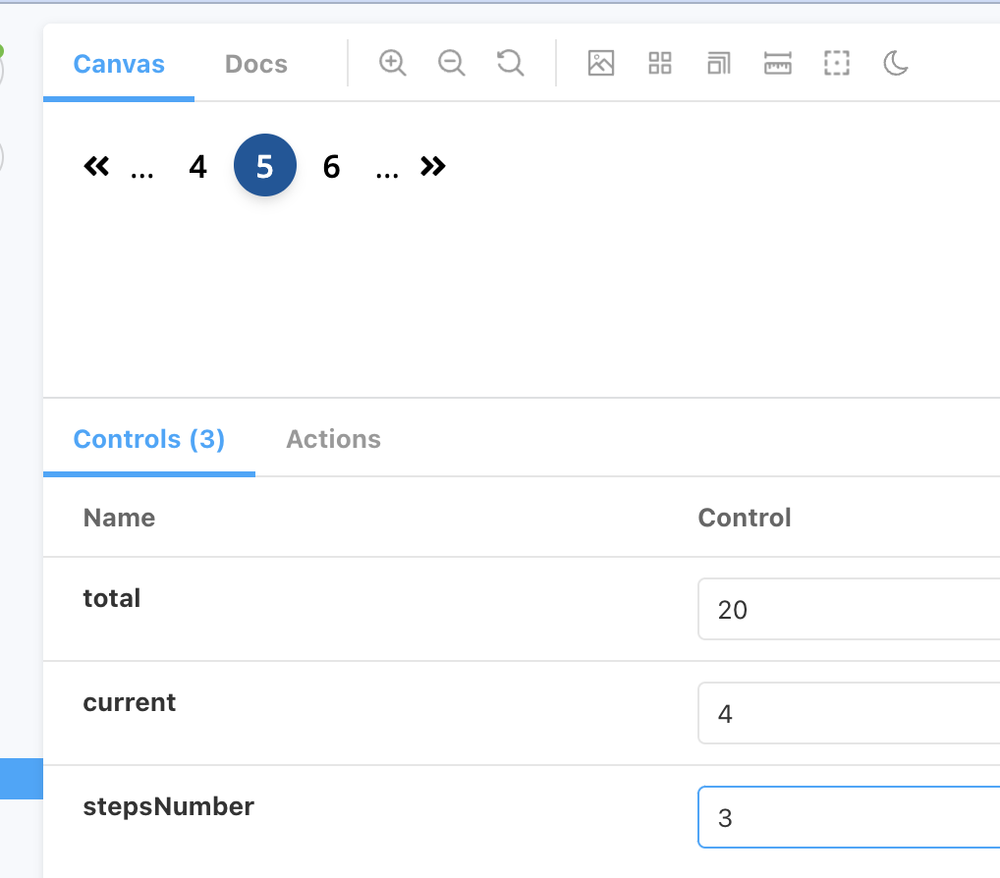 Canvas Docs
« ... 4 5 6 ... »
Controls (3) Actions
Name Control
total 20
current 4
stepsNumber 3